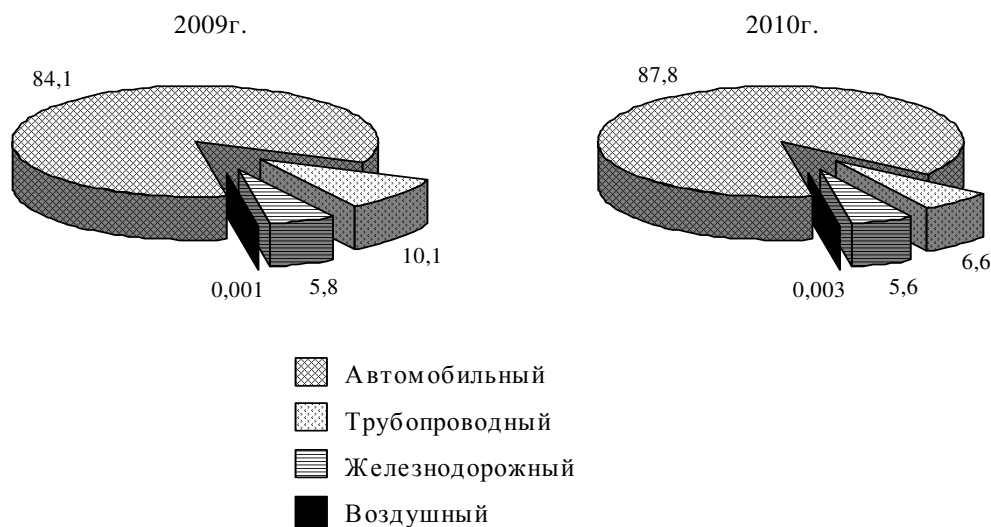 2009г.
2010г.
84,1
87,8
10,1
6,6
0,001
5,8
0,003
5,6
Автомобильный
Трубопроводный
Железнодорожный
Воздушный